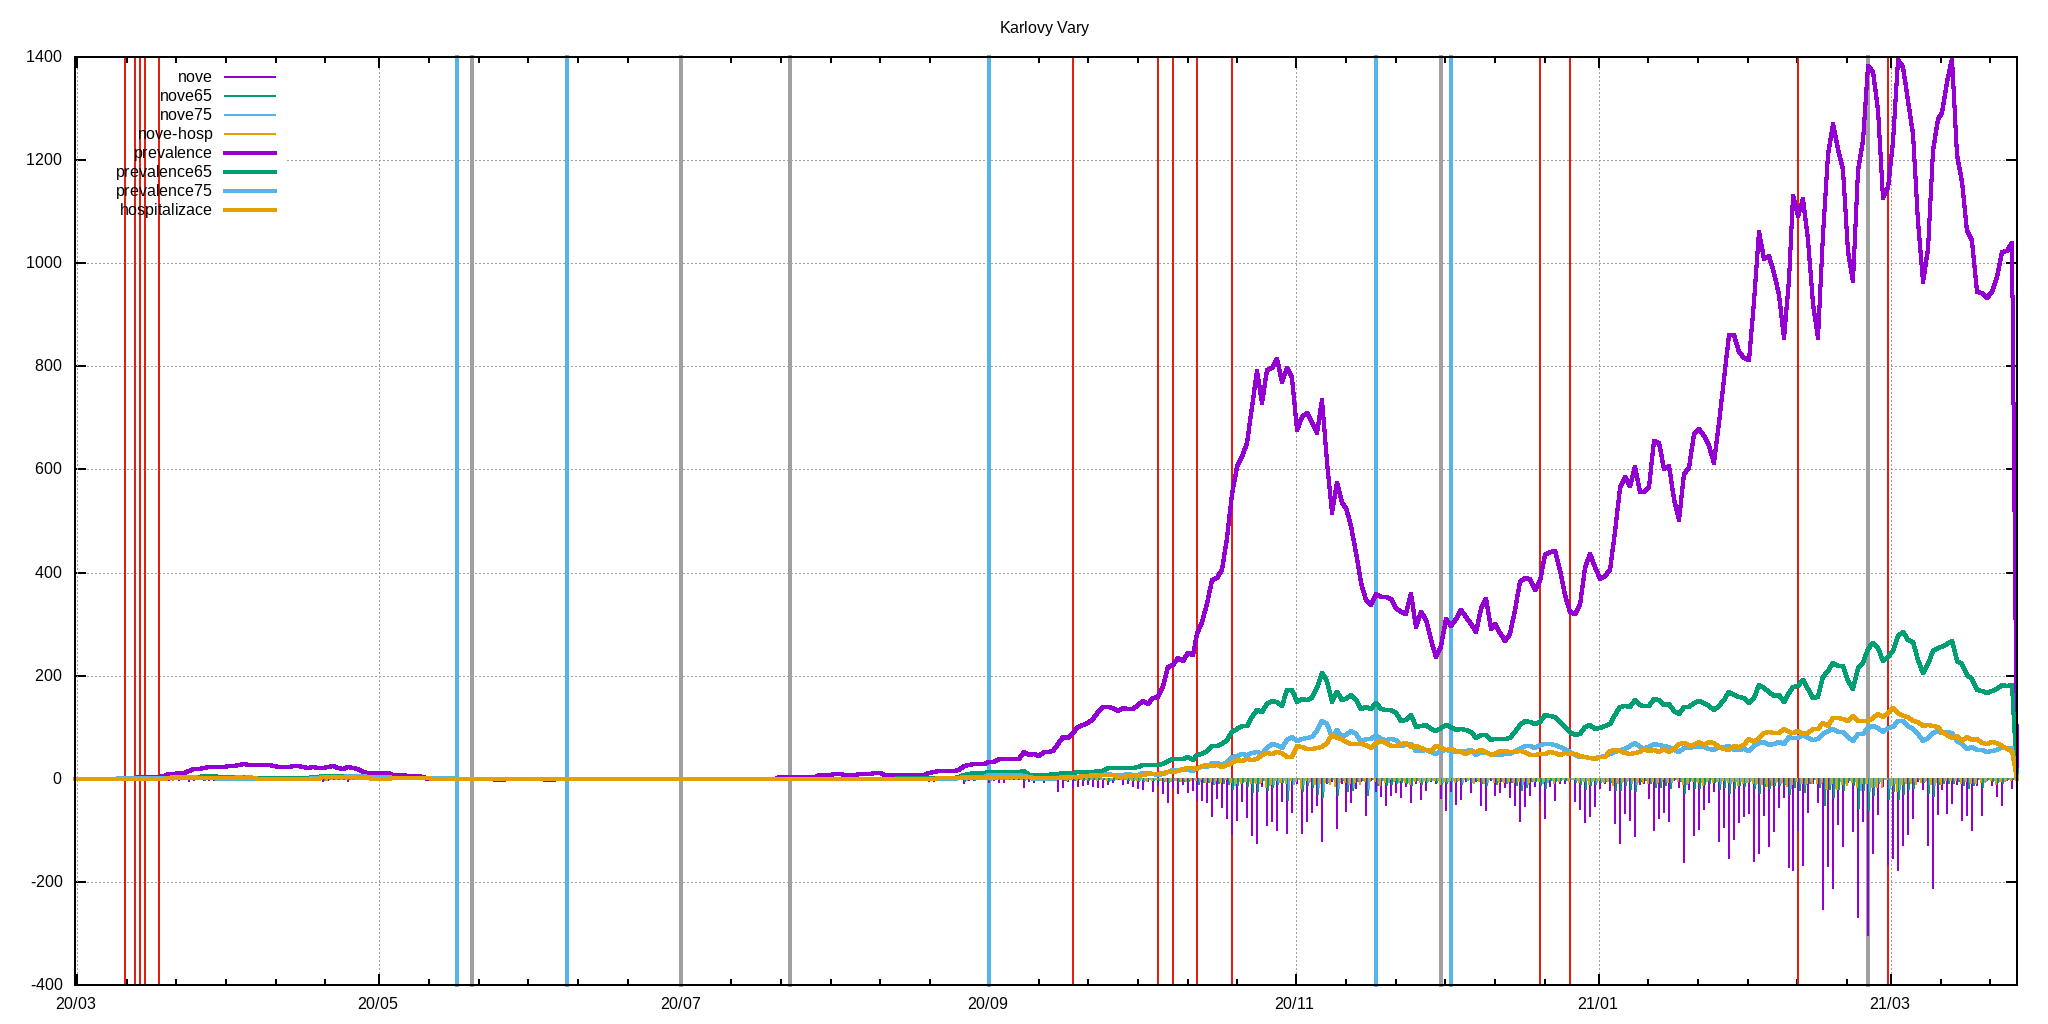 Karlovy Vary
1400
1200
1000
800
600
400
200
0
-200
-400
nove
nove65
nove75
nove-hosp
prevalence
prevalence65
prevalence75
hospitalizace
20/03 20/05 20/07 20/09 20/11 21/01 21/03